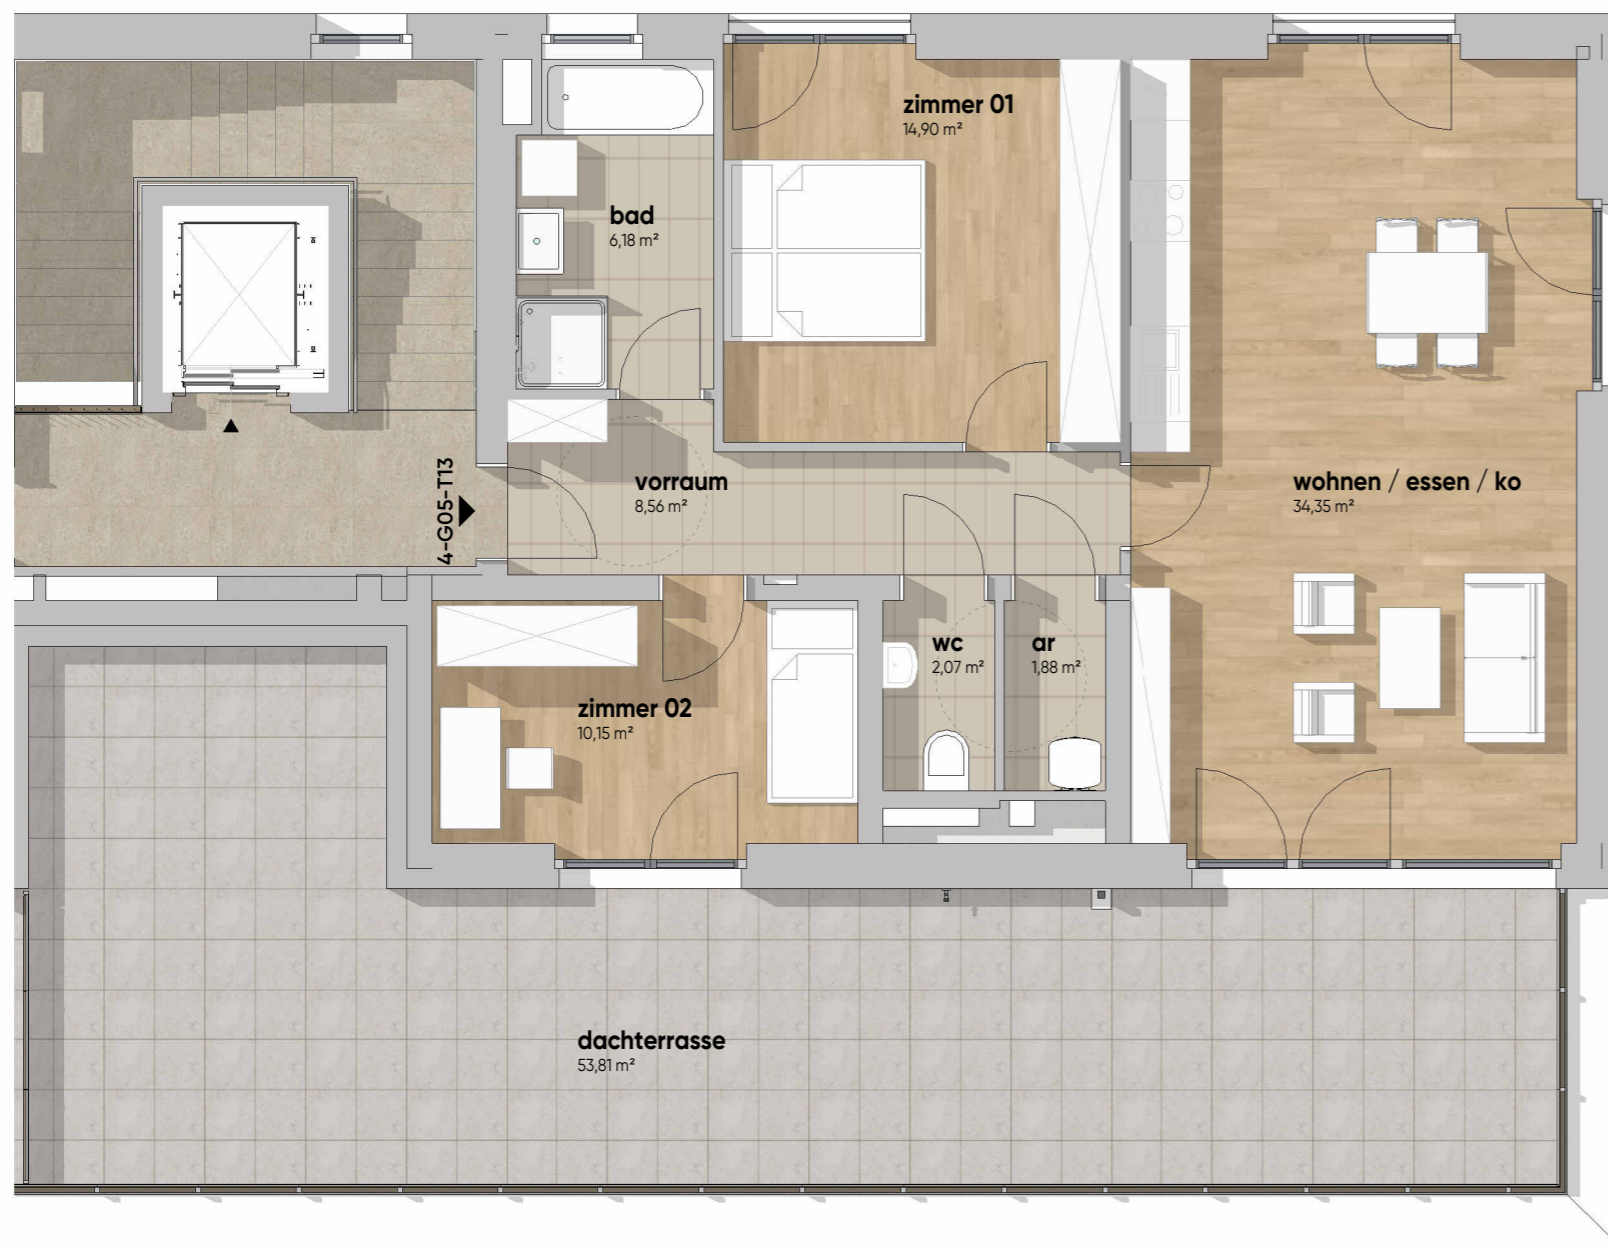 zimmer 01
14,90 m²
bad
6,18 m²
4-G05-T13
vorraum
8,56 m²
wohnen / essen / ko
34,35 m²
wc
2,07 m²
ar
1,88 m²
zimmer 02
10,15 m²
dachterrasse
53,81 m²